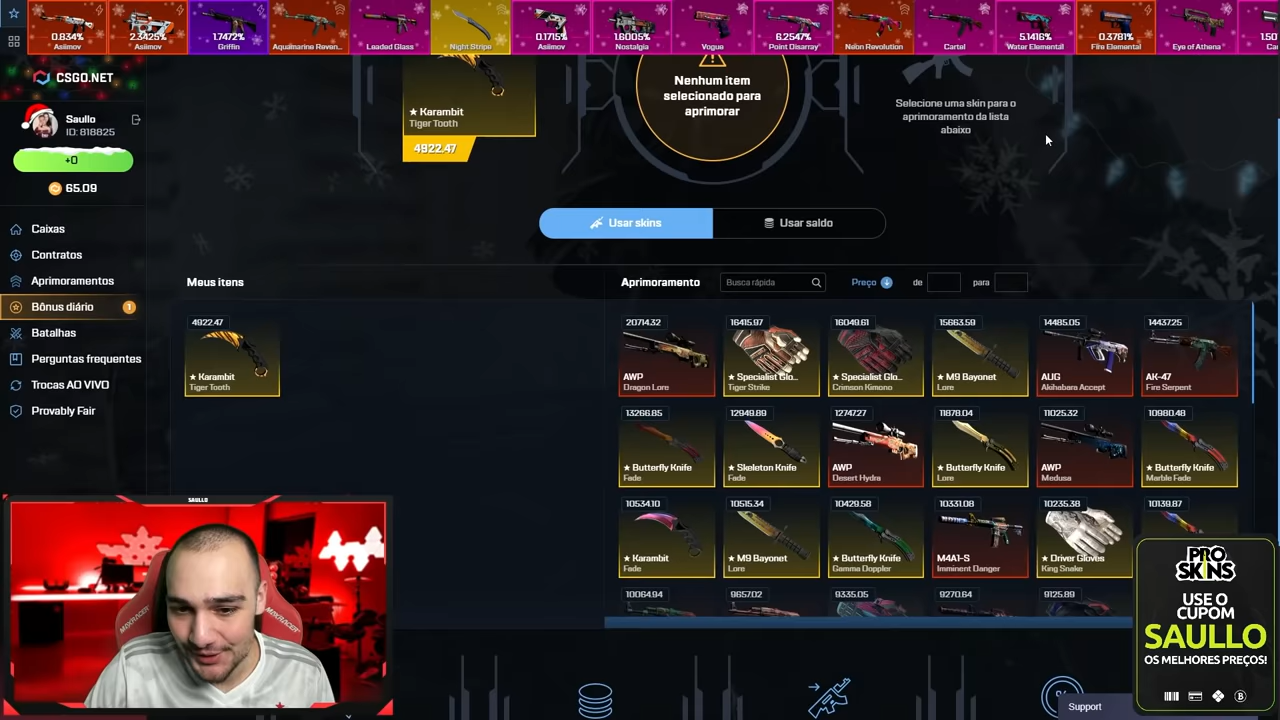 0.834%
Asiimov
2.3425%
Asiimov
1.7472%
Griffin
Aquamarine Reven...
Leaded Glass
Night Stripe
0.1715%
Asiimov
1.6005%
Nostalgia
Vogue
6.2547%
Point Disarray
Neon Revolution
Cartel
5.1416%
Water Elemental
0.3781%
Fire Elemental
Eye of Athena
1.50
CSGO.NET
Saullo
ID: 818825
+0
65.09
Caixas
Contratos
Aprimoramentos
Bônus diário 1
Batalhas
Perguntas frequentes
Trocas AO VIVO
Provably Fair
★ Karambit
Tiger Tooth
4922.47
Nenhum item
selecionado para
aprimorar
Selecione uma skin para o
aprimoramento da lista
abaixo
Usar skins
Usar saldo
Meus itens
4922.47
★ Karambit
Tiger Tooth
Aprimoramento
Busca rápida
Preço
de
para
20714.32
AWP
Dragon Lore
16415.97
★ Specialist Glo...
Tiger Strike
16049.61
★ Specialist Glo...
Crimson Kimono
15663.59
★ M9 Bayonet
Lore
14485.05
AUG
Akihabara Accept
14437.25
AK-47
Fire Serpent
13266.85
★ Butterfly Knife
Fade
12949.89
★ Skeleton Knife
Fade
12747.27
AWP
Desert Hydra
11878.04
★ Butterfly Knife
Lore
11025.32
AWP
Medusa
10980.48
★ Butterfly Knife
Marble Fade
10534.10
★ Karambit
Fade
10515.34
★ M9 Bayonet
Lore
10429.58
★ Butterfly Knife
Gamma Doppler
10331.08
M4A1-S
Imminent Danger
10235.38
★ Driver Gloves
King Snake
10139.87
10064.94
9657.02
9335.05
9270.64
9125.89
SAULLO
MAXRACER
MAXRACER
PRO
SKINS
USE O
CUPOM
SAULLO
OS MELHORES PREÇOS!
Support